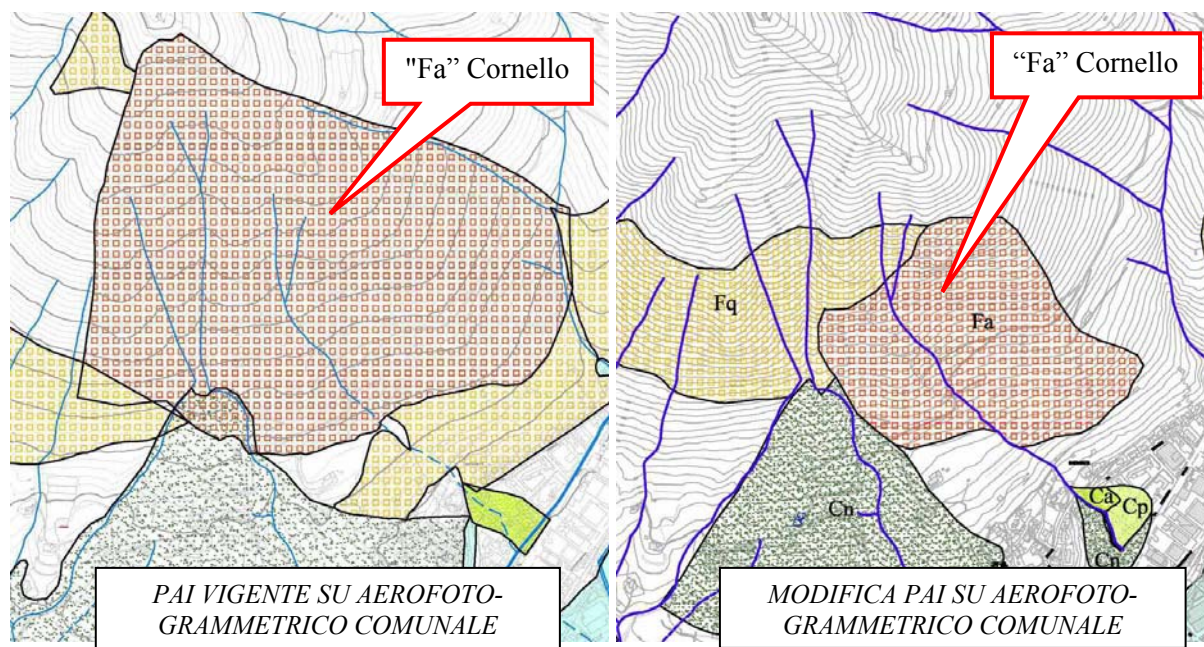 "Fa” Cornello
PAI VIGENTE SU AEROFOTO-
GRAMMETRICO COMUNALE
“Fa” Cornello
Fq
Fa
Ca
Cp
Cn
Cn
MODIFICA PAI SU AEROFOTO-
GRAMMETRICO COMUNALE